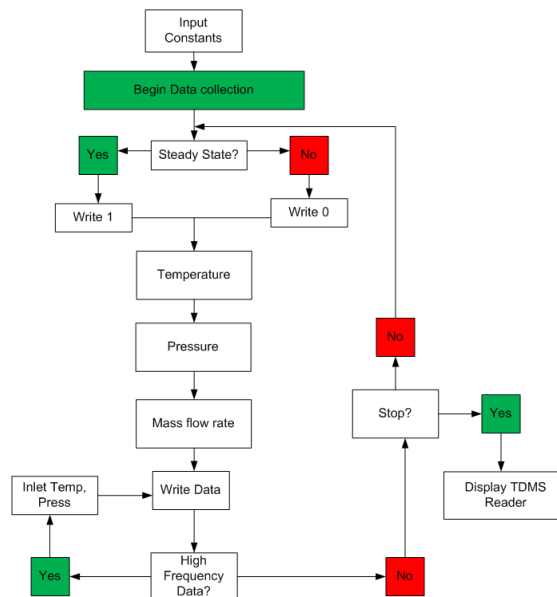 Input
Constants
Begin Data collection
Yes
Steady State?
No
Write 1
Write 0
Temperature
Pressure
No
Mass flow rate
Stop?
Yes
Inlet Temp,
Press
Write Data
Display TDMS
Reader
Yes
High
Frequency
Data?
No